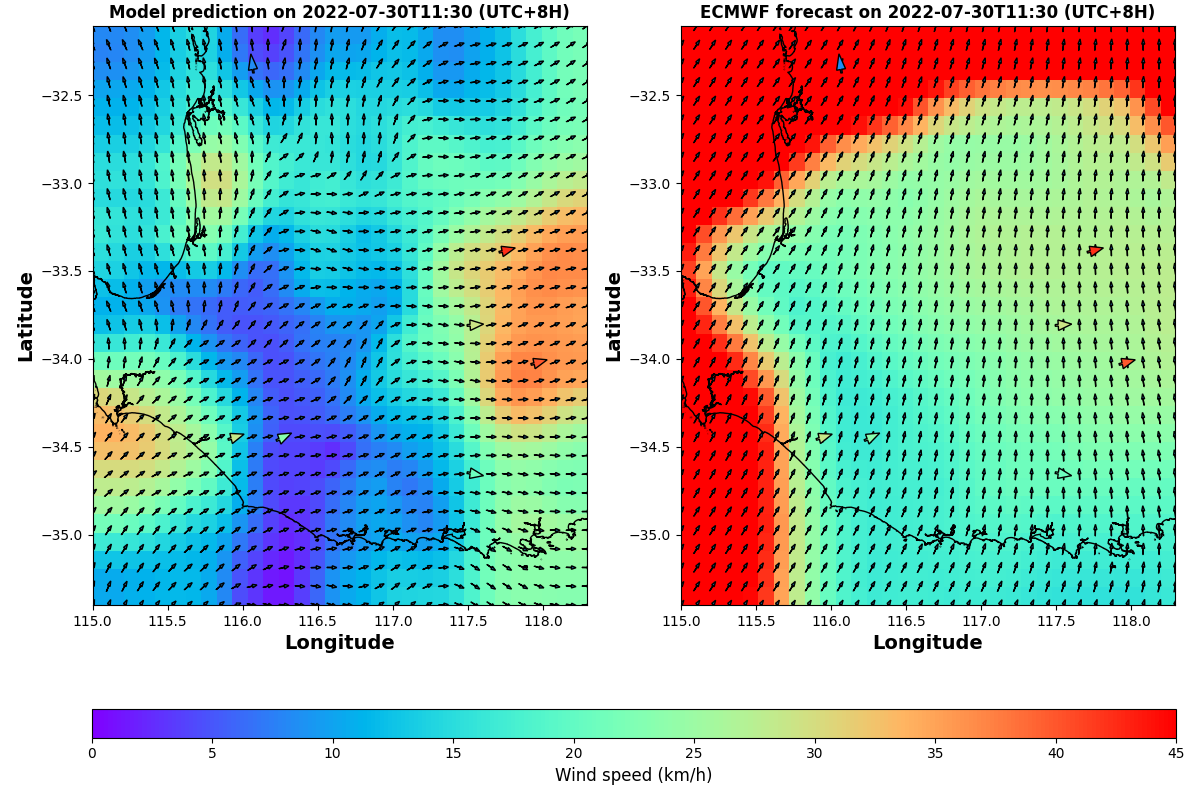 Model prediction on 2022-07-30T11:30 (UTC+8H)
ECMWF forecast on 2022-07-30T11:30 (UTC+8H)
Latitude
−32.5
−33.0
−33.5
−34.0
−34.5
−35.0
Latitude
−32.5
−33.0
−33.5
−34.0
−34.5
−35.0
115.0 115.5 116.0 116.5 117.0 117.5 118.0
115.0 115.5 116.0 116.5 117.0 117.5 118.0
Longitude
Longitude
0 5 10 15 20 25 30 35 40 45
Wind speed (km/h)